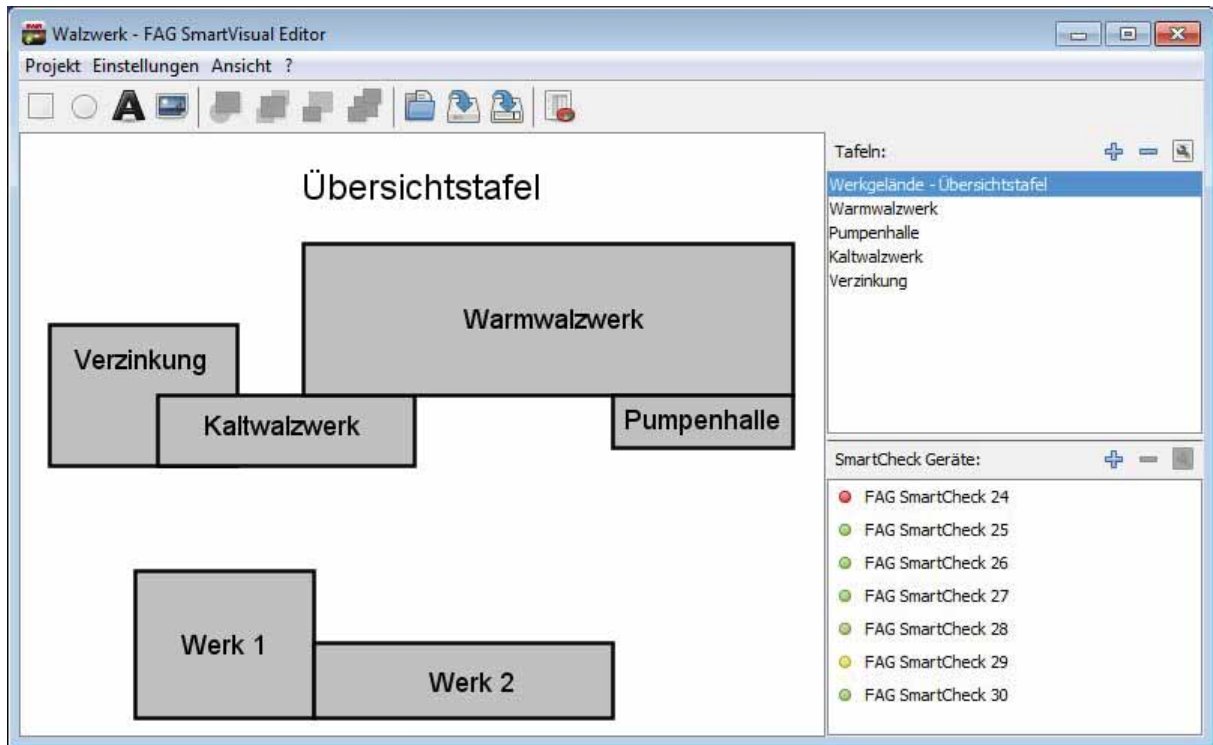 Walzwerk - FAG SmartVisual Editor
Projekt Einstellungen Ansicht ?
Übersichtstafel
Warmwalzwerk
Verzinkung
Kaltwalzwerk
Pumpenhalle
Werk 1
Werk 2
Tafeln:
Werkgelände - Übersichtstafel
Warmwalzwerk
Pumpenhalle
Kaltwalzwerk
Verzinkung
SmartCheck Geräte:
FAG SmartCheck 24
FAG SmartCheck 25
FAG SmartCheck 26
FAG SmartCheck 27
FAG SmartCheck 28
FAG SmartCheck 29
FAG SmartCheck 30